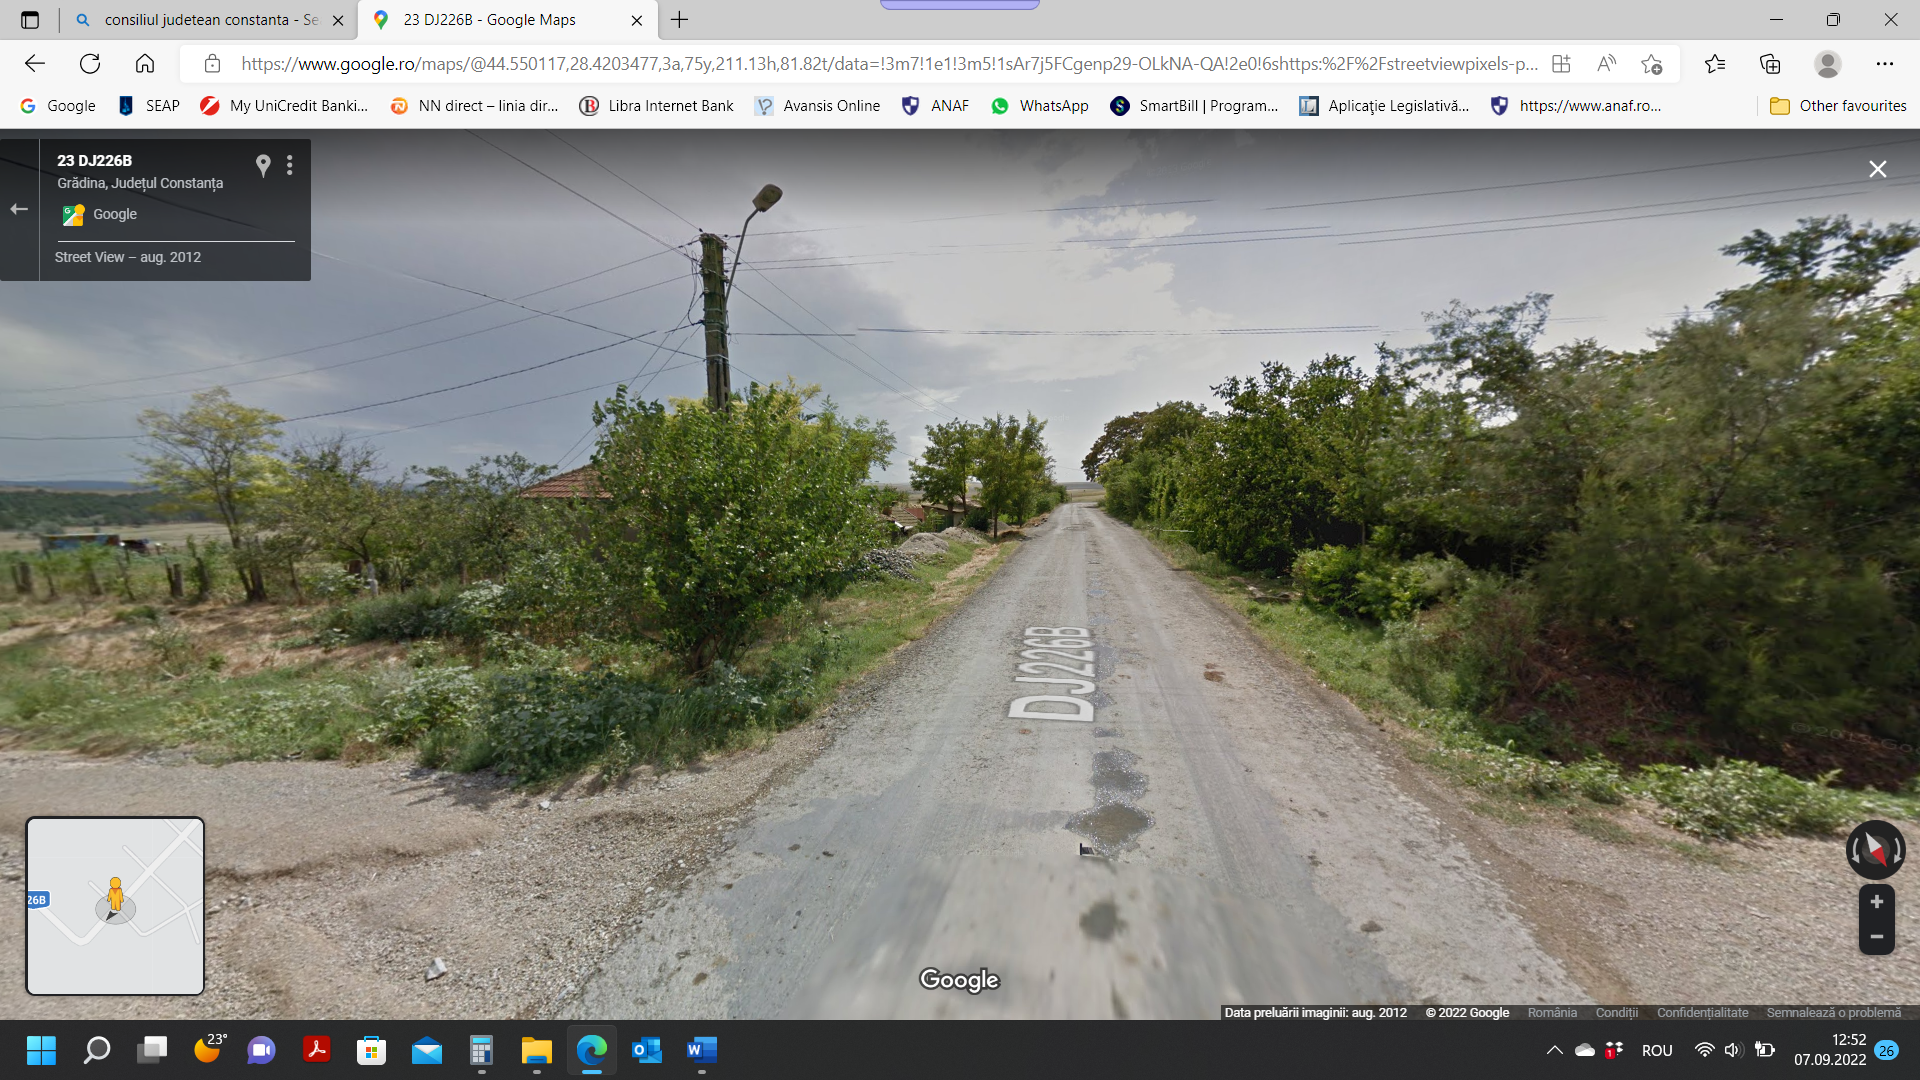 consiliul judetean constanta - Se
23 DJ226B - Google Maps
https://www.google.ro/maps/@44.550117,28.4203477,3a,75y,211.13h,81.82t/data=!3m7!1e1!3m5!1sAr7j5FCgenp29-OLkNA-QA!2e0!6shttps:%2F%2Fstreetviewpixels-p...
Google
SEAP
My UniCredit Banki...
NN direct – linia dir...
Libra Internet Bank
Avansis Online
ANAF
WhatsApp
SmartBill | Program...
Aplicaţie Legislativă...
https://www.anaf.ro...
Other favourites
23 DJ226B
Grădina, Județul Constanța
Google
Street View – aug. 2012
DJ226B
26B
Google
Data preluării imaginii: aug. 2012
© 2022 Google
România
Condiții
Confidențialitate
Semnalează o problemă
23°
1
ROU
12:52
07.09.2022
26